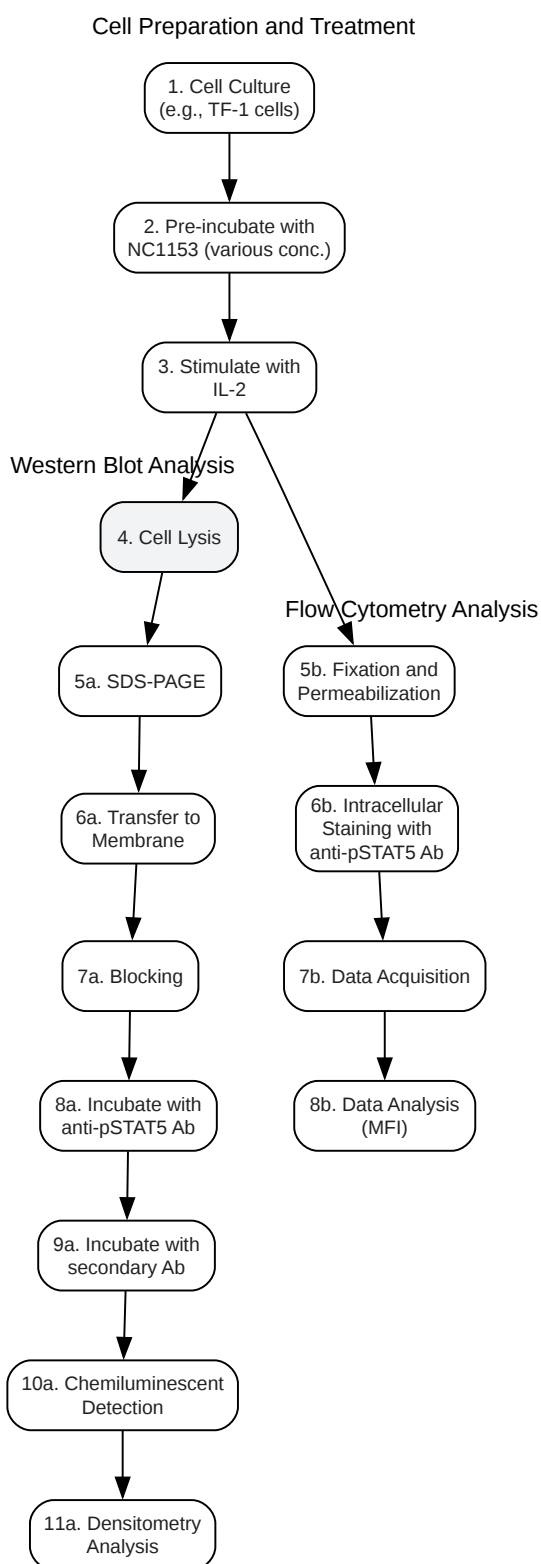 Cell Preparation and Treatment
1. Cell Culture
(e.g., TF-1 cells)
2. Pre-incubate with
NC1153 (various conc.)
3. Stimulate with
IL-2
Western Blot Analysis
4. Cell Lysis
5a. SDS-PAGE
6a. Transfer to
Membrane
7a. Blocking
8a. Incubate with
anti-pSTAT5 Ab
9a. Incubate with
secondary Ab
10a. Chemiluminescent
Detection
11a. Densitometry
Analysis
Flow Cytometry Analysis
5b. Fixation and
Permeabilization
6b. Intracellular
Staining with
anti-pSTAT5 Ab
7b. Data Acquisition
8b. Data Analysis
(MFI)